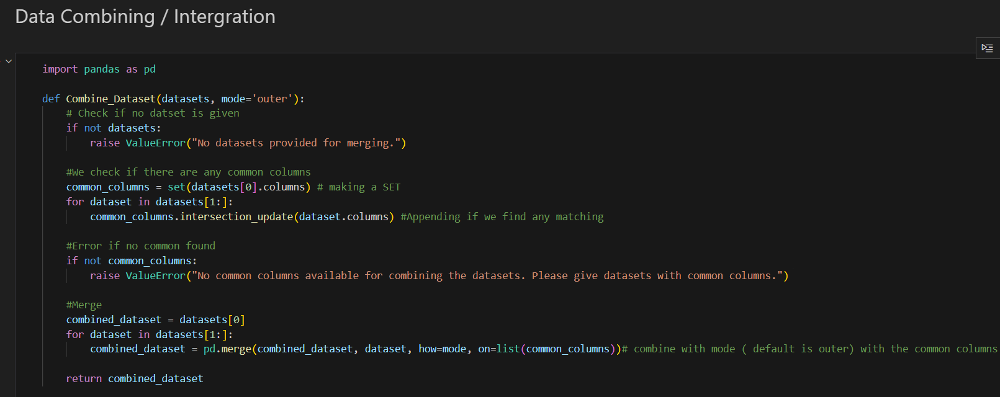 Data Combining / Intergration
import pandas as pd
def Combine_Dataset(datasets, mode='outer'):
# Check if no datset is given
if not datasets:
raise ValueError("No datasets provided for merging.")
#We check if there are any common columns
common_columns = set(datasets[0].columns) # making a SET
for dataset in datasets[1:]:
common_columns.intersection_update(dataset.columns) #Appending if we find any matching
#Error if no common found
if not common_columns:
raise ValueError("No common columns available for combining the datasets. Please give datasets with common columns.")
#Merge
combined_dataset = datasets[0]
for dataset in datasets[1:]:
combined_dataset = pd.merge(combined_dataset, dataset, how=mode, on=list(common_columns))# combine with mode ( default is outer) with the common columns
return combined_dataset